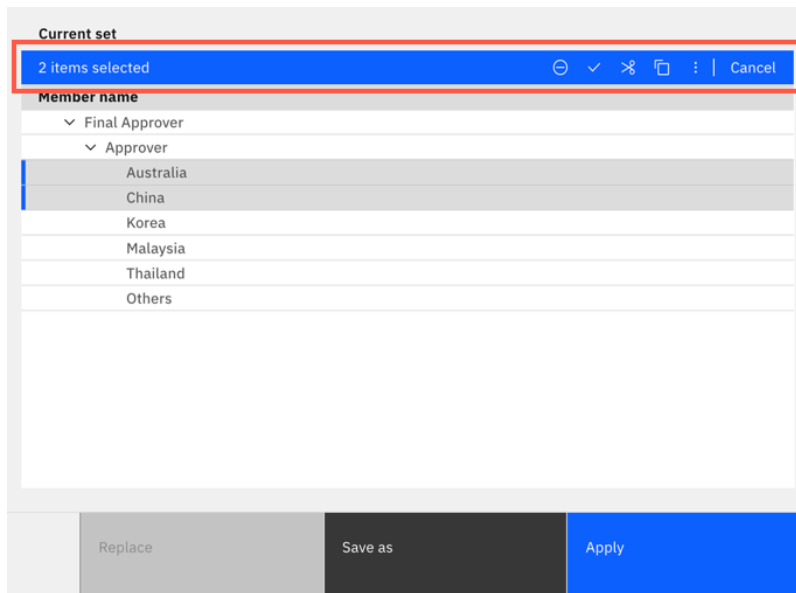 Current set
2 items selected Cancel
Member name
Final Approver
Approver
Australia
China
Korea
Malaysia
Thailand
Others
Replace Save as Apply